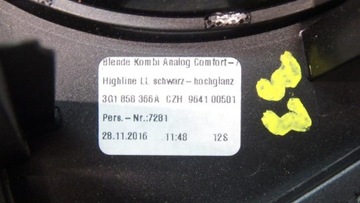 Blende Kombi Analog Comfort-/
Highline LL schwarz-hochglanz
3G1 858 366A CZH 9641 00501
Pers.-Nr.:7281
28.11.2016 11:48 12S